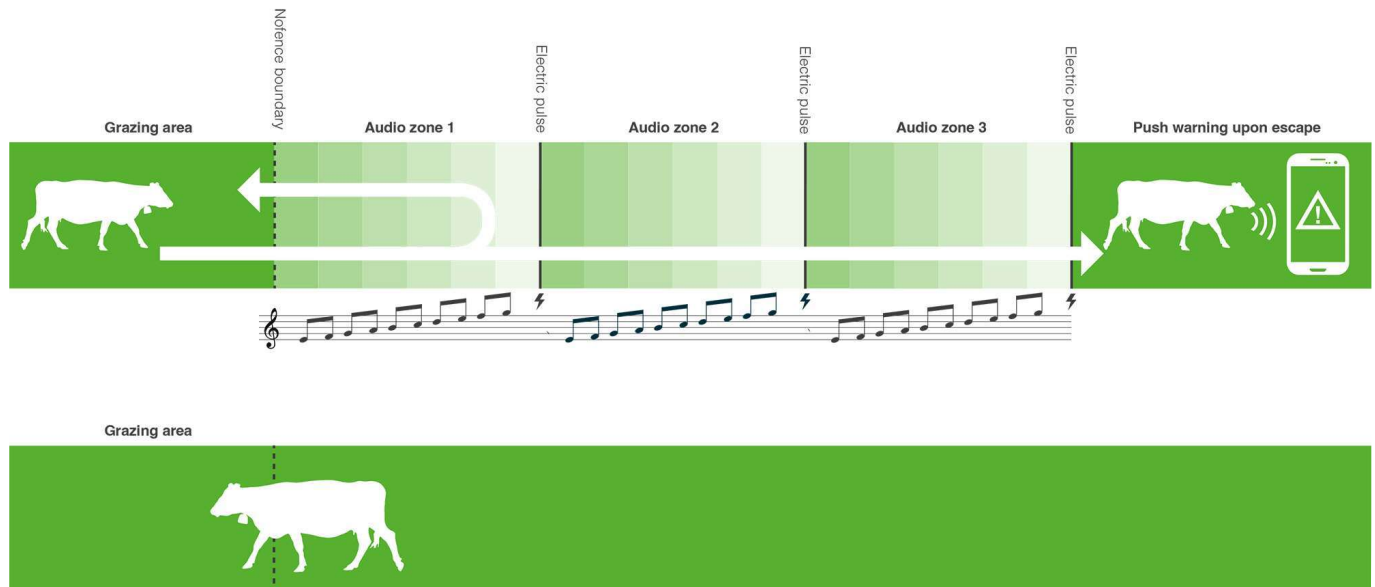 Nofence boundary
Electric pulse
Electric pulse
Electric pulse
Grazing area
Audio zone 1
Audio zone 2
Audio zone 3
Push warning upon escape
Grazing area